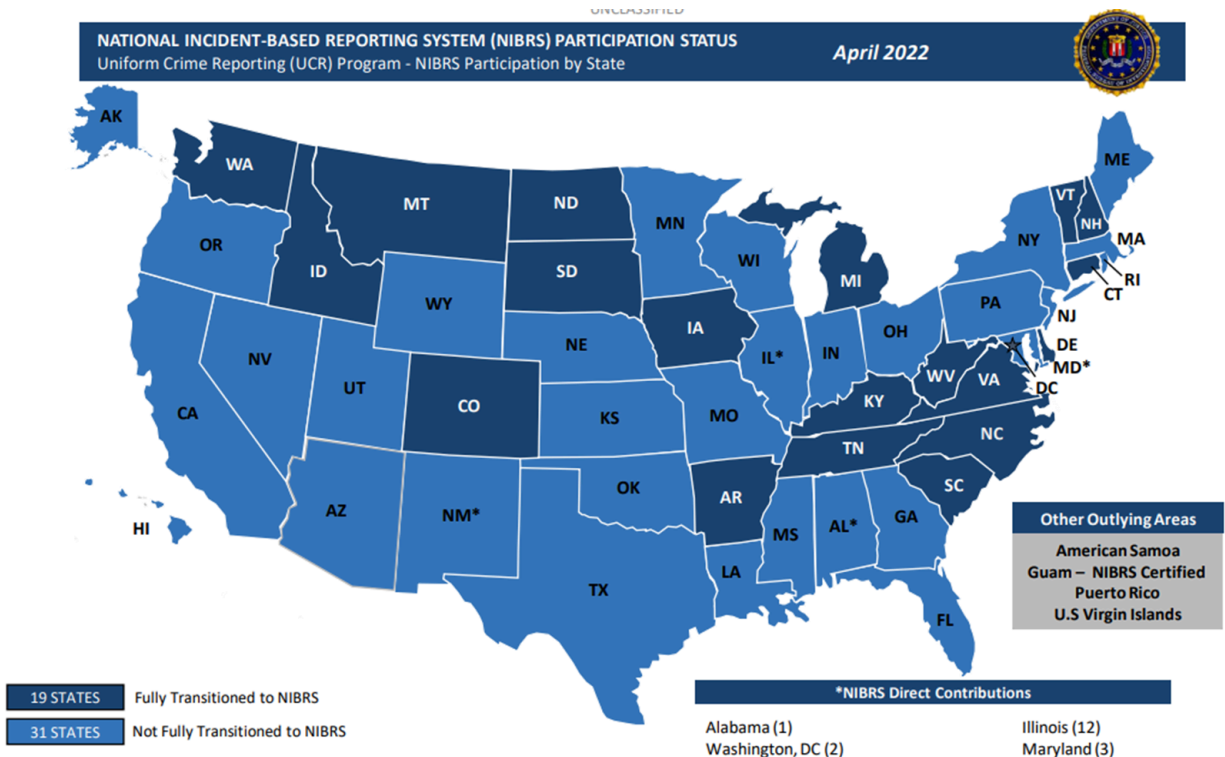 UNCLASSIFIED
NATIONAL INCIDENT-BASED REPORTING SYSTEM (NIBRS) PARTICIPATION STATUS
Uniform Crime Reporting (UCR) Program - NIBRS Participation by State
April 2022
AK
WA
MT
ND
MN
ME
VT
NH
OR
ID
SD
WI
MI
NY
MA
RI
CT
WY
IA
PA
NJ
NV
UT
NE
IL*
IN
OH
DE
MD*
DC
CA
CO
KS
MO
KY
WV
VA
TN
NC
HI
AZ
NM*
OK
AR
SC
MS
AL*
GA
TX
LA
FL
Other Outlying Areas
American Samoa
Guam – NIBRS Certified
Puerto Rico
U.S Virgin Islands
19 STATES Fully Transitioned to NIBRS
31 STATES Not Fully Transitioned to NIBRS
*NIBRS Direct Contributions
Alabama (1)
Washington, DC (2)
Illinois (12)
Maryland (3)